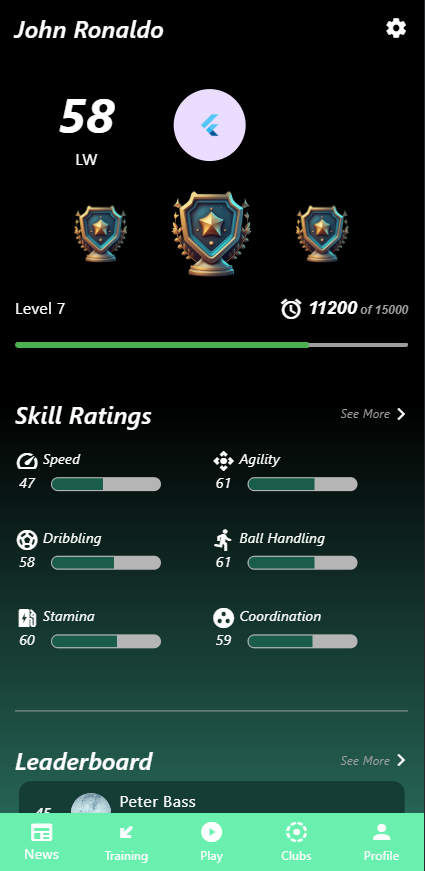 John Ronaldo
58
LW
Level 7
11200 of 15000
Skill Ratings
See More
Speed
47
Agility
61
Dribbling
58
Ball Handling
61
Stamina
60
Coordination
59
Leaderboard
See More
Peter Bass
45
News
Training
Play
Clubs
Profile